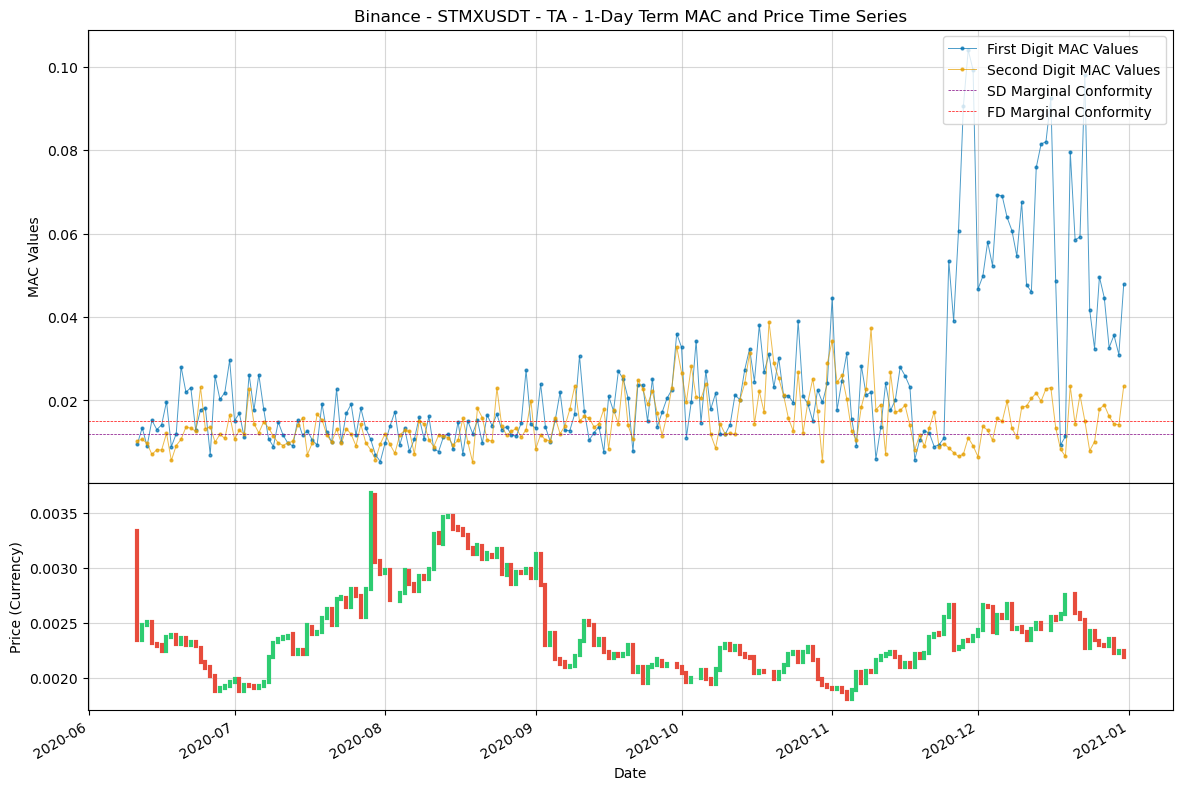 Binance - STMXUSDT - TA - 1-Day Term MAC and Price Time Series
First Digit MAC Values
Second Digit MAC Values
SD Marginal Conformity
FD Marginal Conformity
MAC Values
0.10
0.08
0.06
0.04
0.02
Price (Currency)
0.0035
0.0030
0.0025
0.0020
2020-06
2020-07
2020-08
2020-09
2020-10
2020-11
2020-12
2021-01
Date